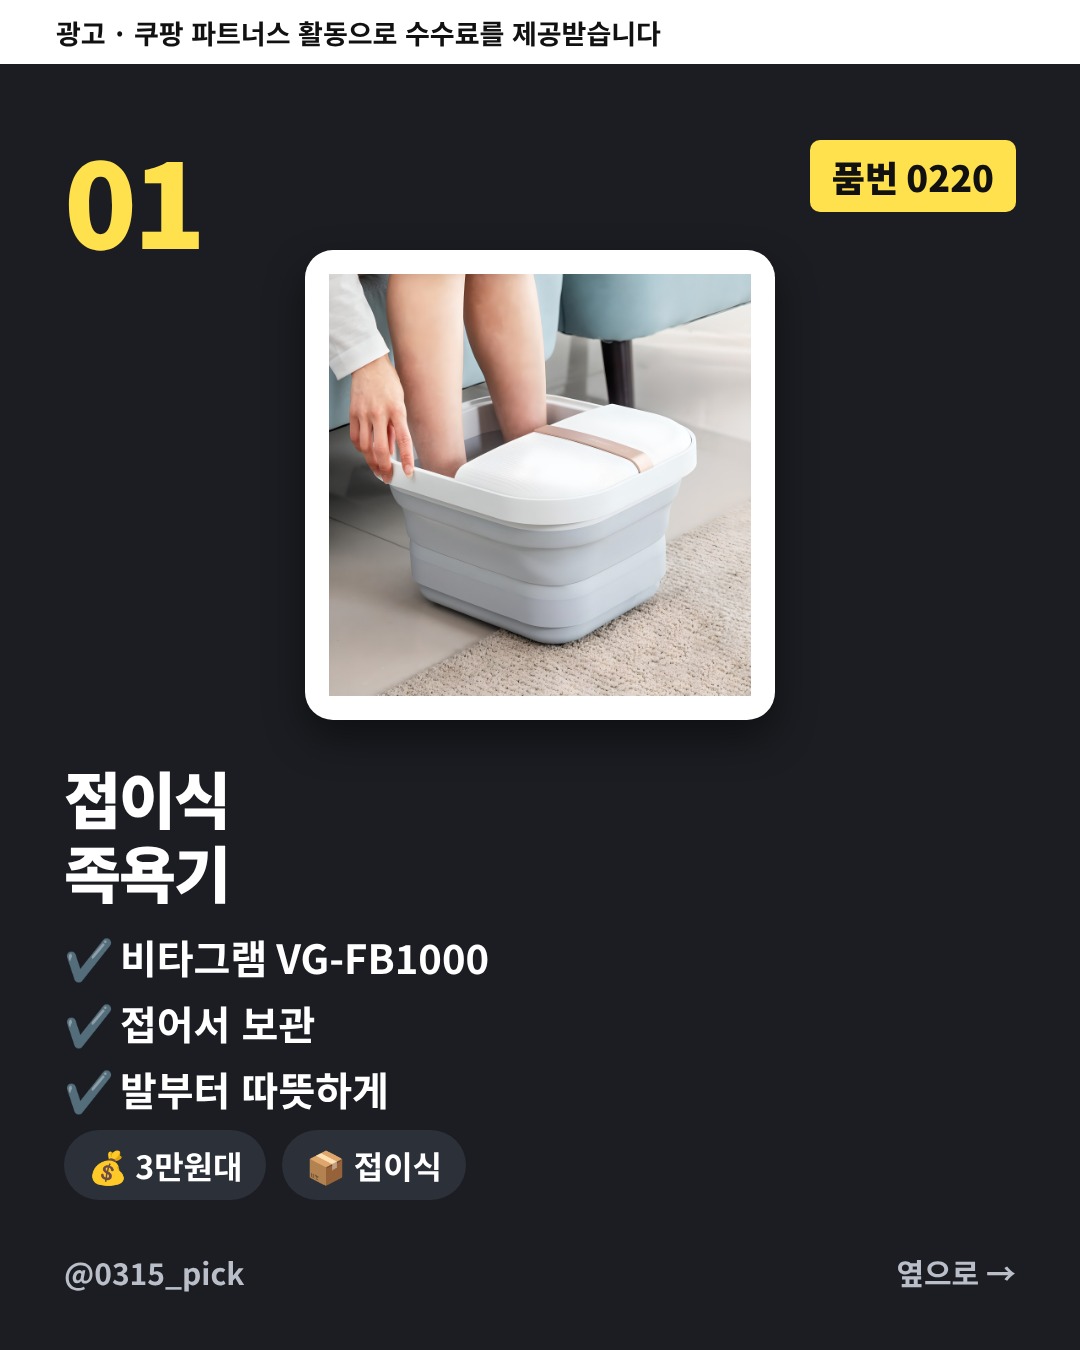 광고 · 쿠팡 파트너스 활동으로 수수료를 제공받습니다
01
품번 0220
접이식
족욕기
✔️ 비타그램 VG-FB1000
✔️ 접어서 보관
✔️ 발부터 따뜻하게
💰 3만원대
📦 접이식
@0315_pick
옆으로 →